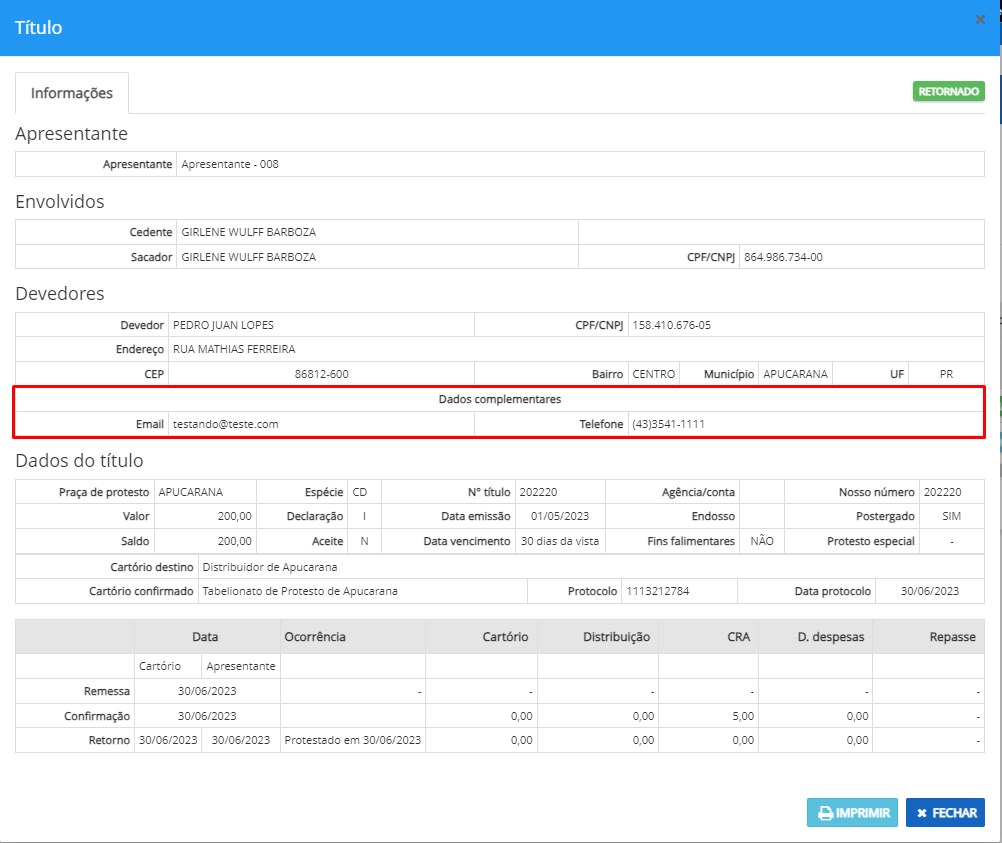 Título
×
Informações
RETORNADO
Apresentante
Apresentante Apresentante - 008
Envolvidos
Cedente GIRLENE WULFF BARBOZA
Sacador GIRLENE WULFF BARBOZA CPF/CNPJ 864.986.734-00
Devedores
Devedor PEDRO JUAN LOPES CPF/CNPJ 158.410.676-05
Endereço RUA MATHIAS FERREIRA
CEP 86812-600 Bairro CENTRO Município APUCARANA UF PR
Dados complementares
Email testando@teste.com Telefone (43)3541-1111
Dados do título
Praça de protesto APUCARANA Espécie CD Nº título 202220 Agência/conta Nosso número 202220
Valor 200,00 Declaração I Data emissão 01/05/2023 Endosso Postergado SIM
Saldo 200,00 Aceite N Data vencimento 30 dias da vista Fins falimentares NÃO Protesto especial -
Cartório destino Distribuidor de Apucarana
Cartório confirmado Tabelionato de Protesto de Apucarana Protocolo 1113212784 Data protocolo 30/06/2023
Data Ocorrência Cartório Distribuição CRA D. despesas Repasse
Cartório Apresentante
Remessa 30/06/2023 - - - - - -
Confirmação 30/06/2023 0,00 0,00 5,00 0,00 -
Retorno 30/06/2023 30/06/2023 Protestado em 30/06/2023 0,00 0,00 0,00 0,00 -
IMPRIMIR
× FECHAR